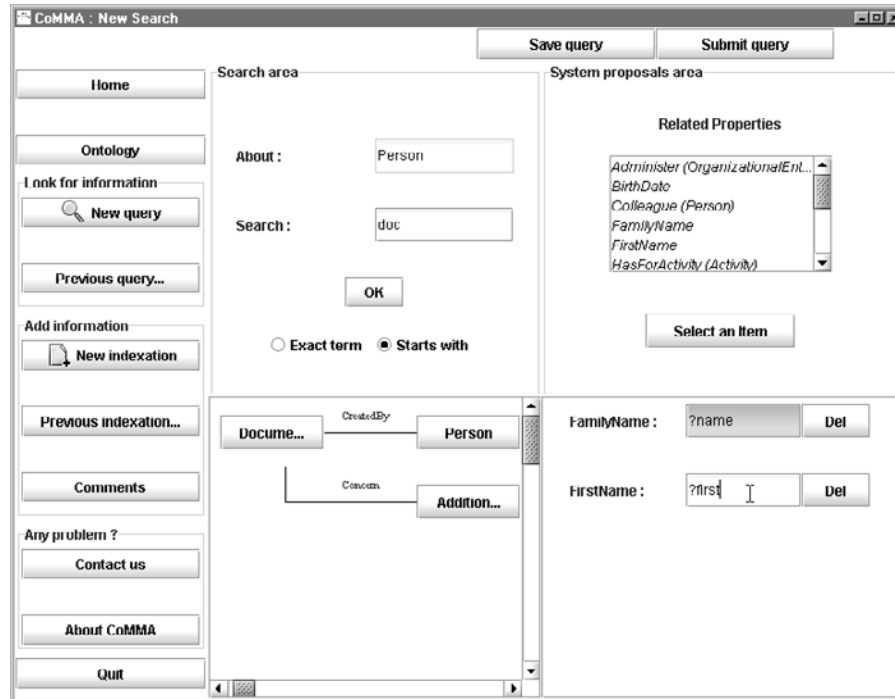 CoMMA : New Search
Save query
Submit query
Home
Ontology
Look for information
New query
Previous query...
Add information
New indexation
Previous indexation...
Comments
Any problem ?
Contact us
About CoMMA
Quit
Search area
About :
Person
Search :
doc
OK
Exact term
Starts with
System proposals area
Related Properties
Administer (OrganizationalEnt...
BirthDate
Colleague (Person)
FamilyName
FirstName
HasForActivity (Activity)
Select an Item
Docume...
CreatedBy
Person
Concern
Addition...
FamilyName :
?name
Del
FirstName :
?first
Del